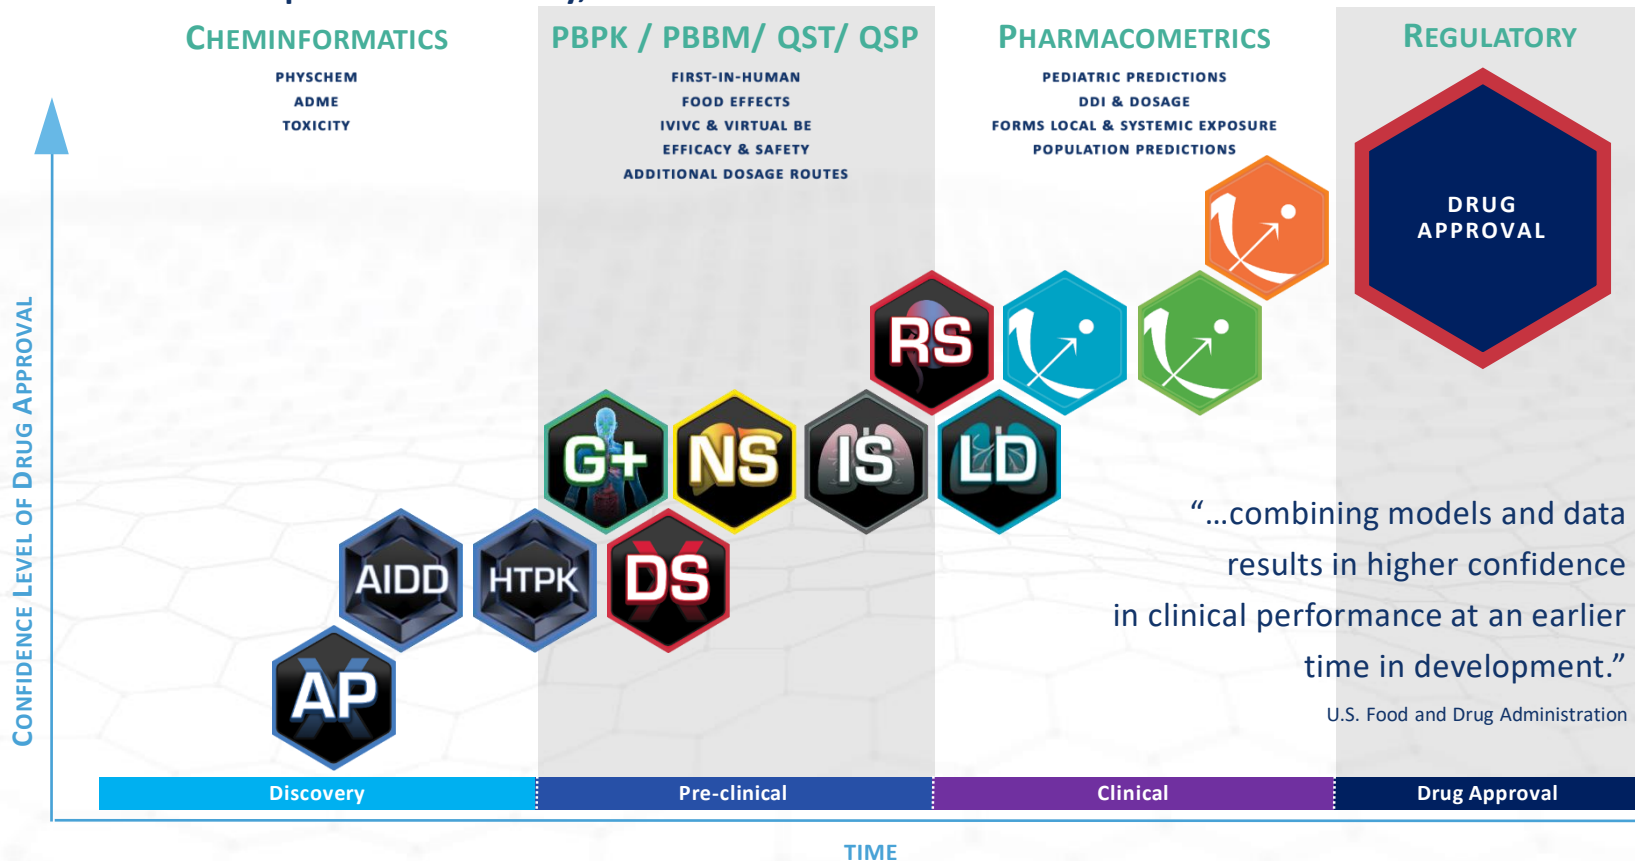 CHEMINFORMATICS
PHYSCHEM
ADME
TOXICITY
PBPK / PBBM/ QST/ QSP
FIRST-IN-HUMAN
FOOD EFFECTS
IVIVC & VIRTUAL BE
EFFICACY & SAFETY
ADDITIONAL DOSAGE ROUTES
PHARMACOMETRICS
PEDIATRIC PREDICTIONS
DDI & DOSAGE
FORMS LOCAL & SYSTEMIC EXPOSURE
POPULATION PREDICTIONS
REGULATORY
DRUG
APPROVAL
CONFIDENCE LEVEL OF DRUG APPROVAL
RS
G+
NS
IS
LD
AIDD
HTPK
DS
AP
“...combining models and data
results in higher confidence
in clinical performance at an earlier
time in development.”
U.S. Food and Drug Administration
Discovery
Pre-clinical
Clinical
Drug Approval
TIME